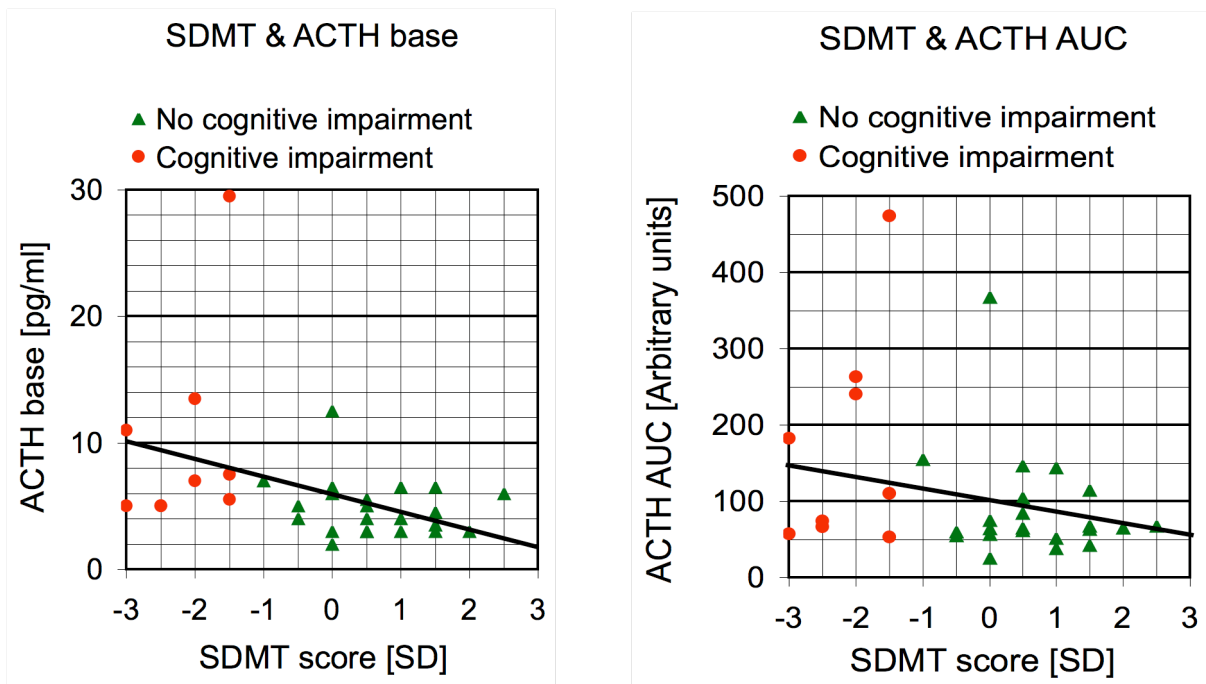 SDMT & ACTH base
No cognitive impairment
Cognitive impairment
30
20
10
0
ACTH base [pg/ml]
-3 -2 -1 0 1 2 3
SDMT score [SD]
SDMT & ACTH AUC
No cognitive impairment
Cognitive impairment
500
400
300
200
100
0
ACTH AUC [Arbitrary units]
-3 -2 -1 0 1 2 3
SDMT score [SD]